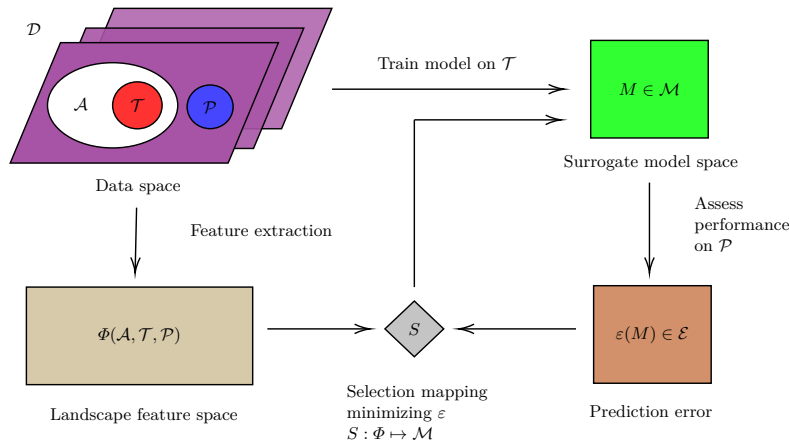 𝒟
𝒜
𝒯
𝒫
Data space
Train model on 𝒯
M ∈ ℳ
Surrogate model space
Feature extraction
Assess
performance
on 𝒫
Φ(𝒜, 𝒯, 𝒫)
Landscape feature space
S
Selection mapping
minimizing ε
S : Φ ↦ ℳ
ε(M) ∈ ℰ
Prediction error